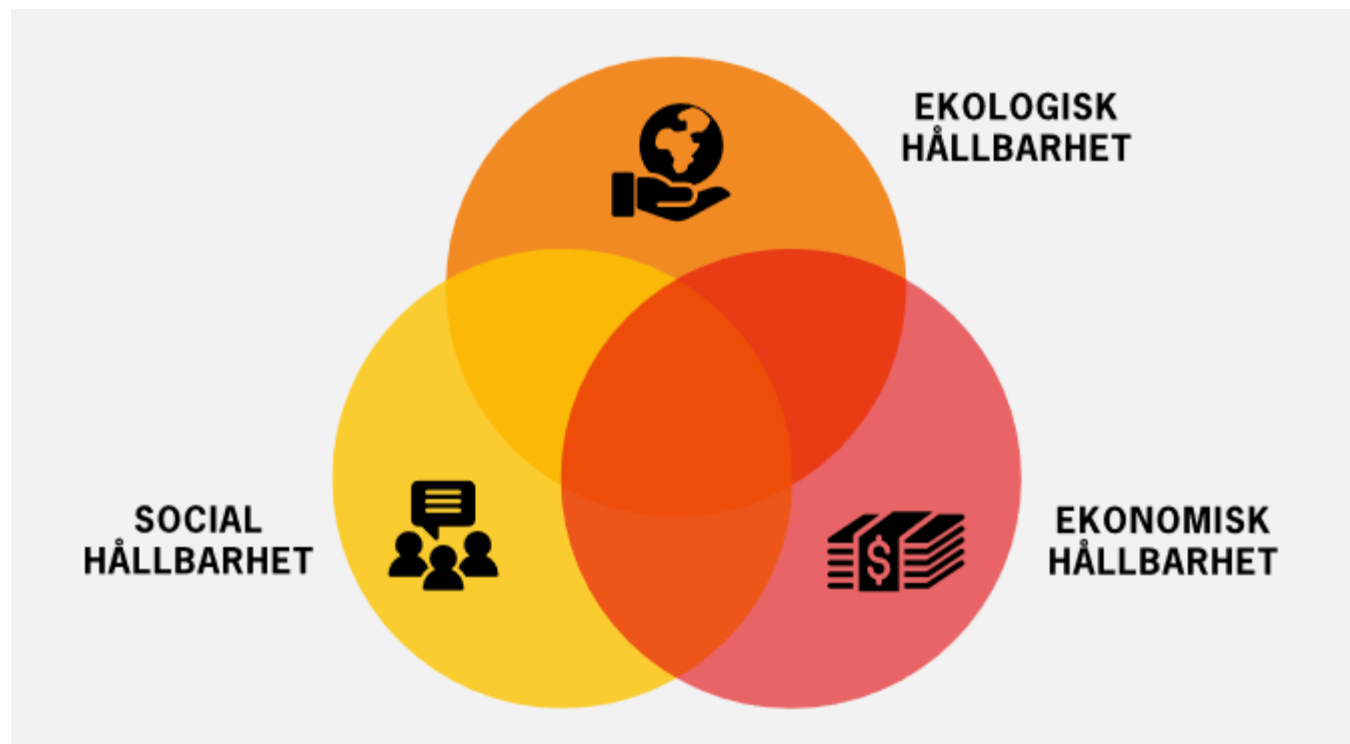 EKOLOGISK
HÅLLBARHET
SOCIAL
HÅLLBARHET
EKONOMISK
HÅLLBARHET
$